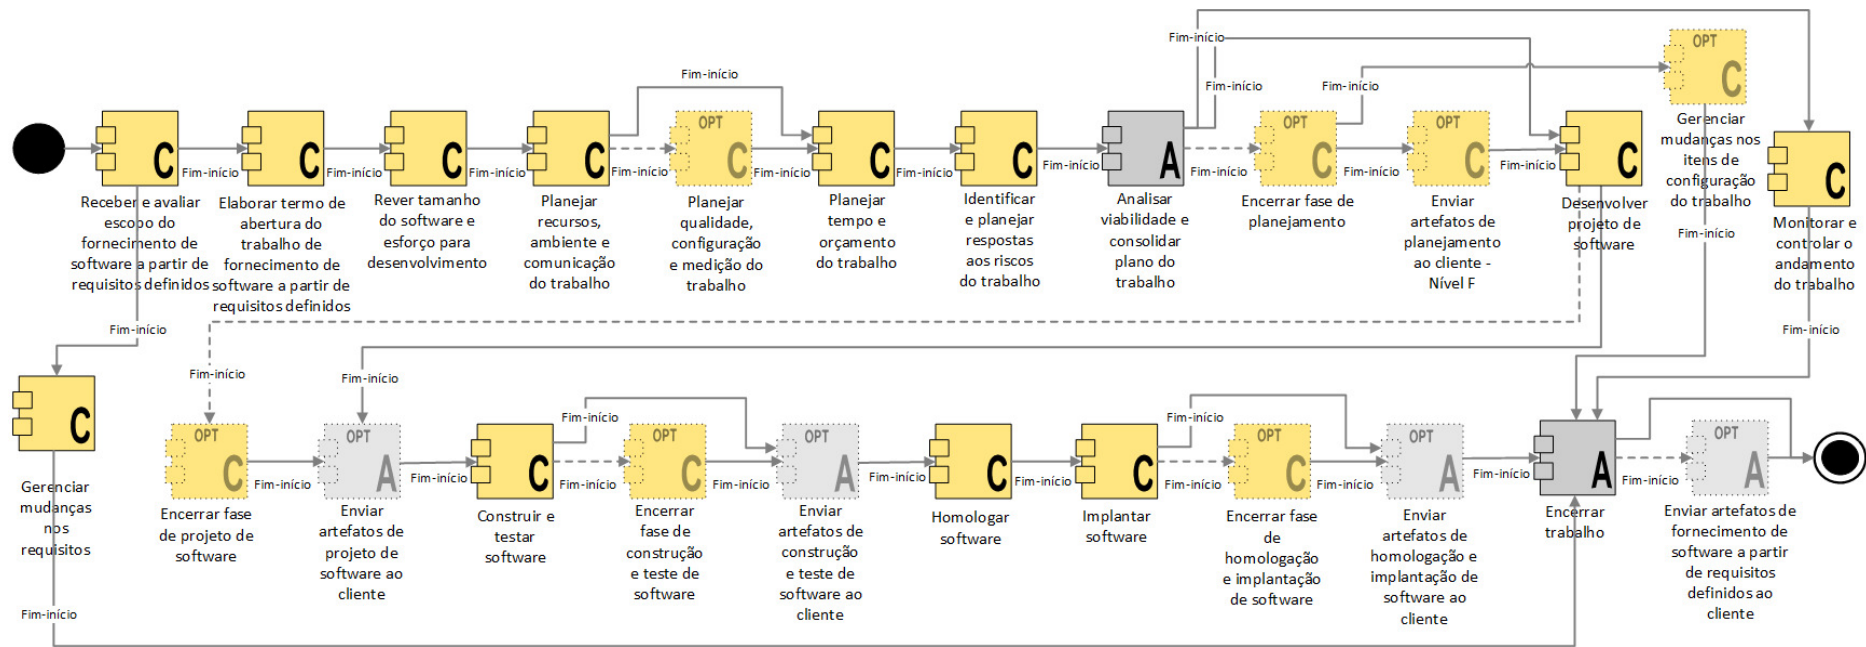 Fim-início
OPT
C
Fim-início
Fim-início
OPT
Fim-início
Fim-início
C
C
C
C
OPT
C
C
C
A
OPT
C
OPT
C
C
C
Fim-início
Fim-início
Fim-início
Fim-início
Fim-início
Fim-início
Fim-início
Fim-início
Fim-início
Fim-início
Receber e avaliar
escopo do
fornecimento de
software a partir de
requisitos definidos
Elaborar termo de
abertura do
trabalho de
fornecimento de
software a partir de
requisitos definidos
Rever tamanho
do software e
esforço para
desenvolvimento
Planejar
recursos,
ambiente e
comunicação
do trabalho
Planejar
qualidade,
configuração
e medição do
trabalho
Planejar
tempo e
orçamento
do trabalho
Identificar
e planejar
respostas
aos riscos
do trabalho
Analisar
viabilidade e
consolidar
plano do
trabalho
Encerrar fase de
planejamento
Enviar
artefatos de
planejamento
ao cliente -
Nível F
Desenvolver
projeto de
software
Gerenciar
mudanças nos
itens de
configuração
do trabalho
Fim-início
Monitorar e
controlar o
andamento
do trabalho
Fim-início
Fim-início
Fim-início
Fim-início
C
Gerenciar
mudanças
nos
requisitos
Fim-início
OPT
C
Fim-início
Encerrar fase
de projeto de
software
OPT
A
Fim-início
Enviar
artefatos de
projeto de
software ao
cliente
Fim-início
C
Fim-início
Construir e
testar
software
OPT
C
Fim-início
Encerrar
fase de
construção
e teste de
software
OPT
A
Fim-início
Enviar
artefatos de
construção
e teste de
software ao
cliente
C
Fim-início
Homologar
software
Fim-início
C
Fim-início
Implantar
software
OPT
C
Fim-início
Encerrar fase
de
homologação
e implantação
de software
OPT
A
Fim-início
Enviar
artefatos de
homologação e
implantação de
software ao
cliente
A
Fim-início
Encerrar
trabalho
OPT
A
Enviar artefatos de
fornecimento de
software a partir
de requisitos
definidos ao
cliente